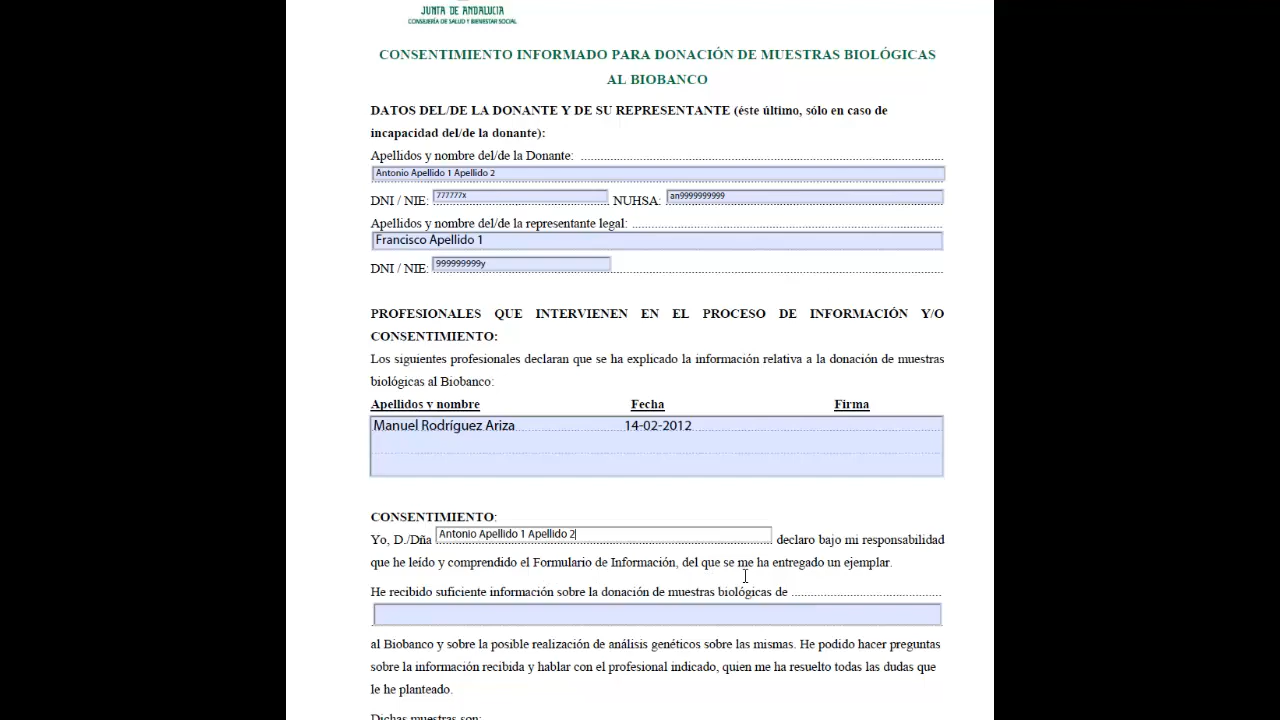 JUNTA DE ANDALUCIA
CONSEJERÍA DE SALUD Y BIENESTAR SOCIAL
CONSENTIMIENTO INFORMADO PARA DONACIÓN DE MUESTRAS BIOLÓGICAS
AL BIOBANCO
DATOS DEL/DE LA DONANTE Y DE SU REPRESENTANTE (éste último, sólo en caso de
incapacidad del/de la donante):
Apellidos y nombre del/de la Donante:
Antonio Apellido 1 Apellido 2
DNI / NIE: 777777x NUHSA: an9999999999
Apellidos y nombre del/de la representante legal:
Francisco Apellido 1
DNI / NIE: 999999999y
PROFESIONALES QUE INTERVIENEN EN EL PROCESO DE INFORMACIÓN Y/O
CONSENTIMIENTO:
Los siguientes profesionales declaran que se ha explicado la información relativa a la donación de muestras
biológicas al Biobanco:
Apellidos y nombre Fecha Firma
Manuel Rodríguez Ariza 14-02-2012
CONSENTIMIENTO:
Yo, D./Dña Antonio Apellido 1 Apellido 2 declaro bajo mi responsabilidad
que he leído y comprendido el Formulario de Información, del que se me ha entregado un ejemplar.
He recibido suficiente información sobre la donación de muestras biológicas de
al Biobanco y sobre la posible realización de análisis genéticos sobre las mismas. He podido hacer preguntas
sobre la información recibida y hablar con el profesional indicado, quien me ha resuelto todas las dudas que
le he planteado.
Dichas muestras son: